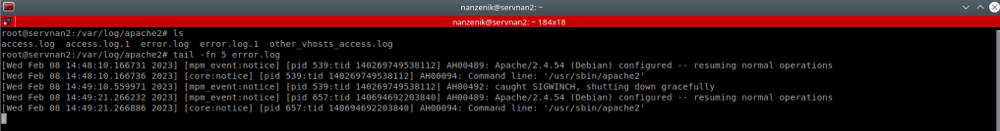 nanzenik@servnan2: ~
nanzenik@servnan2: ~ 184x18
root@servnan2:/var/log/apache2# ls
access.log  access.log.1  error.log  error.log.1  other_vhosts_access.log
root@servnan2:/var/log/apache2# tail -fn 5 error.log
[Wed Feb 08 14:48:10.166731 2023] [mpm_event:notice] [pid 539:tid 140269749538112] AH00489: Apache/2.4.54 (Debian) configured -- resuming normal operations
[Wed Feb 08 14:48:10.166736 2023] [core:notice] [pid 539:tid 140269749538112] AH00094: Command line: '/usr/sbin/apache2'
[Wed Feb 08 14:49:10.559971 2023] [mpm_event:notice] [pid 539:tid 140269749538112] AH00492: caught SIGWINCH, shutting down gracefully
[Wed Feb 08 14:49:21.266232 2023] [mpm_event:notice] [pid 657:tid 140694692203840] AH00489: Apache/2.4.54 (Debian) configured -- resuming normal operations
[Wed Feb 08 14:49:21.266886 2023] [core:notice] [pid 657:tid 140694692203840] AH00094: Command line: '/usr/sbin/apache2'